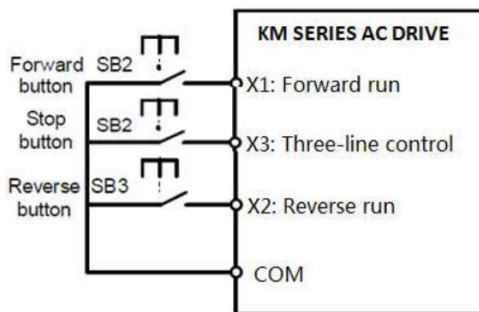 KM SERIES AC DRIVE
Forward button
SB2
X1: Forward run
Stop button
SB2
X3: Three-line control
Reverse button
SB3
X2: Reverse run
COM